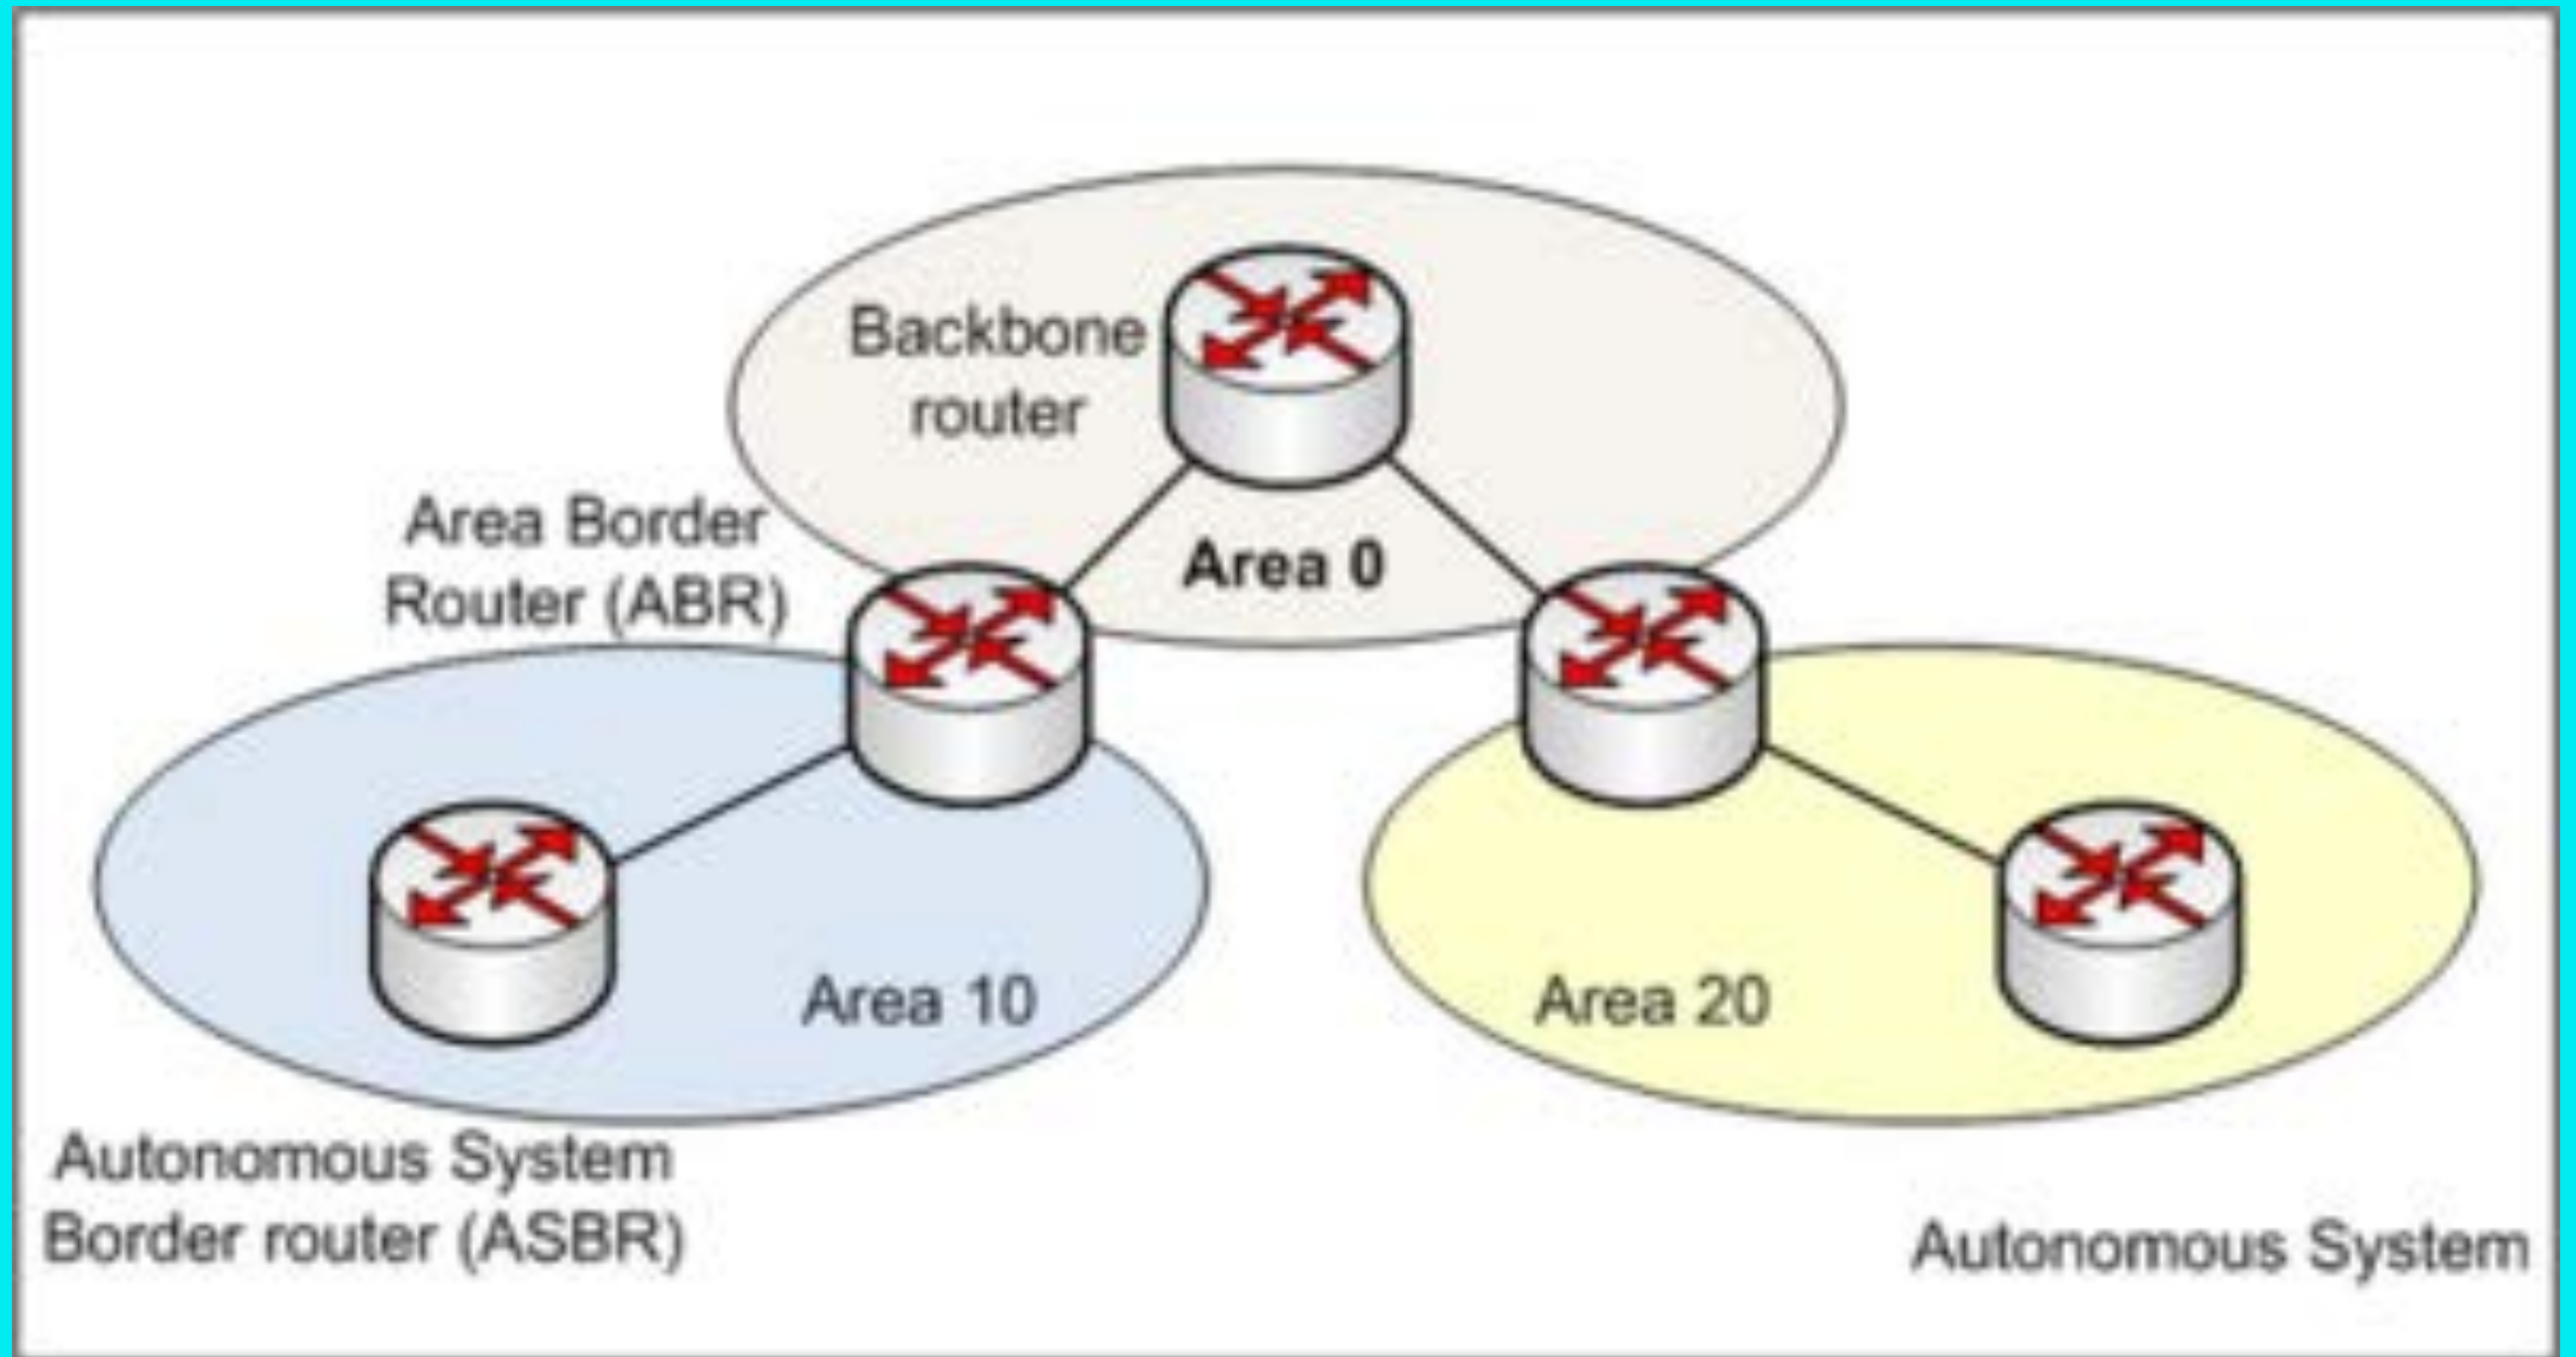 Backbone
router
Area Border
Router (ABR)
Area 0
Area 10
Area 20
Autonomous System
Border router (ASBR)
Autonomous System